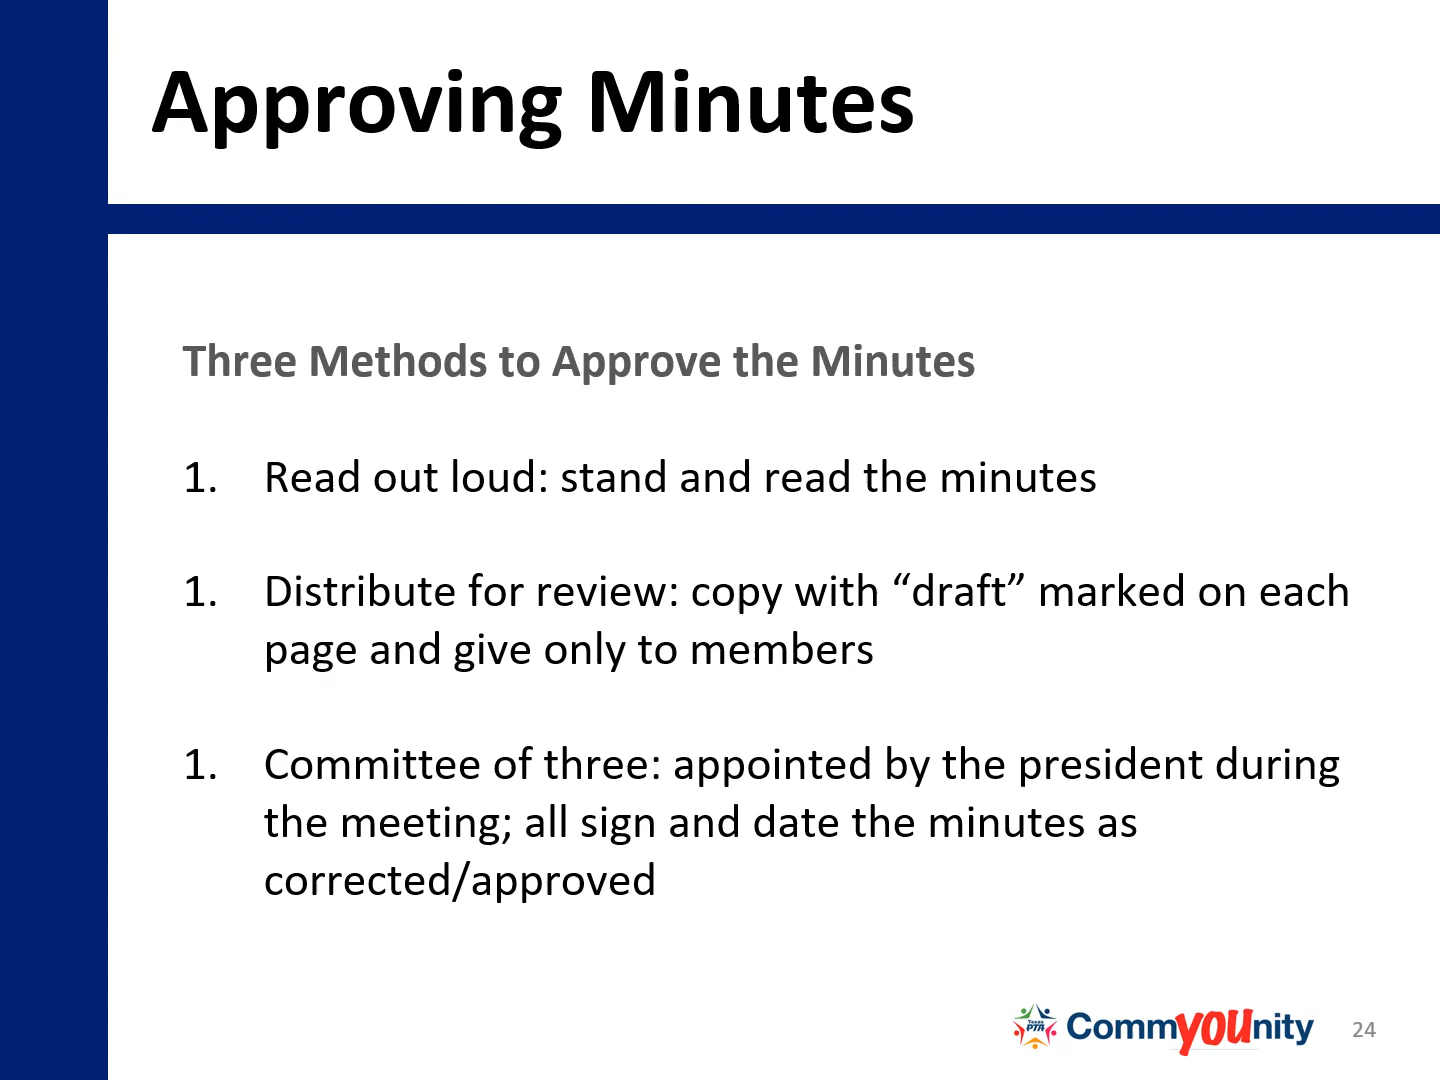 Approving Minutes
Three Methods to Approve the Minutes
1. Read out loud: stand and read the minutes
1. Distribute for review: copy with “draft” marked on each
page and give only to members
1. Committee of three: appointed by the president during
the meeting; all sign and date the minutes as
corrected/approved
Texas
PTA
CommYOUnity
24